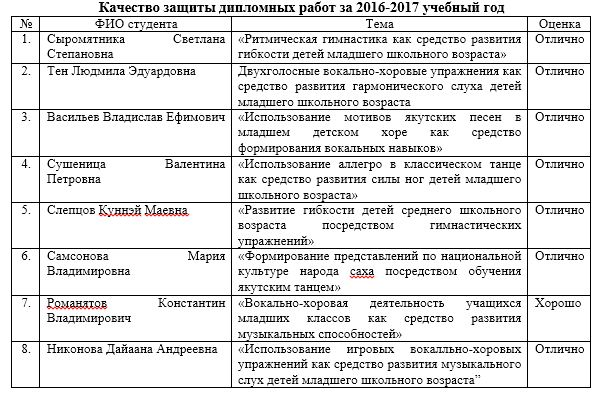 Качество защиты дипломных работ за 2016-2017 учебный год
№ ФИО студента Тема Оценка
1. Сыромятника Светлана «Ритмическая гимнастика как средство развития Отлично
Степановна гибкости детей младшего школьного возраста»
2. Тен Людмила Эдуардовна Двухголосные вокально-хоровые упражнения как Отлично
средство развития гармонического слуха детей
младшего школьного возраста
3. Васильев Владислав Ефимович «Использование мотивов якутских песен в Отлично
младшем детском хоре как средство
формирования вокальных навыков»
4. Сушеница Валентина «Использование аллегро в классическом танце Отлично
Петровна как средство развития силы ног детей младшего
школьного возраста»
5. Слепцов Куннэй Маевна «Развитие гибкости детей среднего школьного Отлично
возраста посредством гимнастических
упражнений»
6. Самсонова Мария «Формирование представлений по национальной Отлично
Владимировна культуре народа саха посредством обучения
якутским танцем»
7. Романятов Константин «Вокально-хоровая деятельность учащихся Хорошо
Владимирович младших классов как средство развития
музыкальных способностей»
8. Никонова Дайаана Андреевна «Использование игровых вокалльно-хоровых Отлично
упражнений как средство развития музыкального
слух детей младшего школьного возраста”